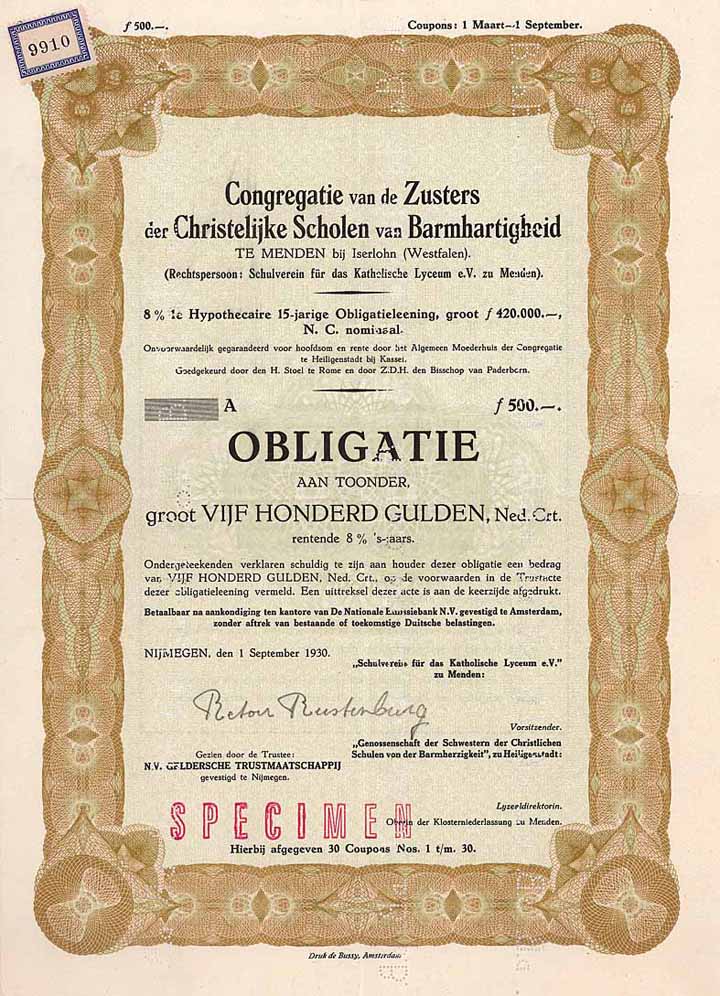 9910
ƒ 500.—.
Coupons: 1 Maart—1 September.
Congregatie van de Zusters
der Christelijke Scholen van Barmhartigheid
TE MENDEN bij Iserlohn (Westfalen).
(Rechtspersoon: Schulverein für das Katholische Lyceum e.V. zu Menden).
8 % 1e Hypothecaire 15-jarige Obligatieleening, groot ƒ 420.000.—,
N. C. nominaal.
Onvoorwaardelijk gegarandeerd voor hoofdsom en rente door het Algemeen Moederhuis der Congregatie
te Heiligenstadt bij Kassel.
Goedgekeurd door den H. Stoel te Rome en door Z.D.H. den Bisschop van Paderborn.
A
ƒ 500.—.
OBLIGATIE
AAN TOONDER,
groot VIJF HONDERD GULDEN, Ned. Crt.
rentende 8 % 's-jaars.
Ondergeteekenden verklaren schuldig te zijn aan houder dezer obligatie een bedrag
van VIJF HONDERD GULDEN, Ned. Crt., op de voorwaarden in de Trustacte
dezer obligatieleening vermeld. Een uittreksel dezer acte is aan de keerzijde afgedrukt.
Betaalbaar na aankondiging ten kantore van De Nationale Emissiebank N.V. gevestigd te Amsterdam,
zonder aftrek van bestaande of toekomstige Duitsche belastingen.
NIJMEGEN, den 1 September 1930.
„Schulverein für das Katholische Lyceum e.V."
zu Menden:
Retour Rustenburg
Vorsitzender.
Gezien door de Trustee:
N.V. GELDERSCHE TRUSTMAATSCHAPPIJ
gevestigd te Nijmegen.
„Genossenschaft der Schwestern der Christlichen
Schulen von der Barmherzigkeit", zu Heiligenstadt:
Lyzealdirektorin.
SPECIMEN
Oberin der Klosterniederlassung zu Menden.
Hierbij afgegeven 30 Coupons Nos. 1 t/m. 30.
Druk de Bussy, Amsterdam